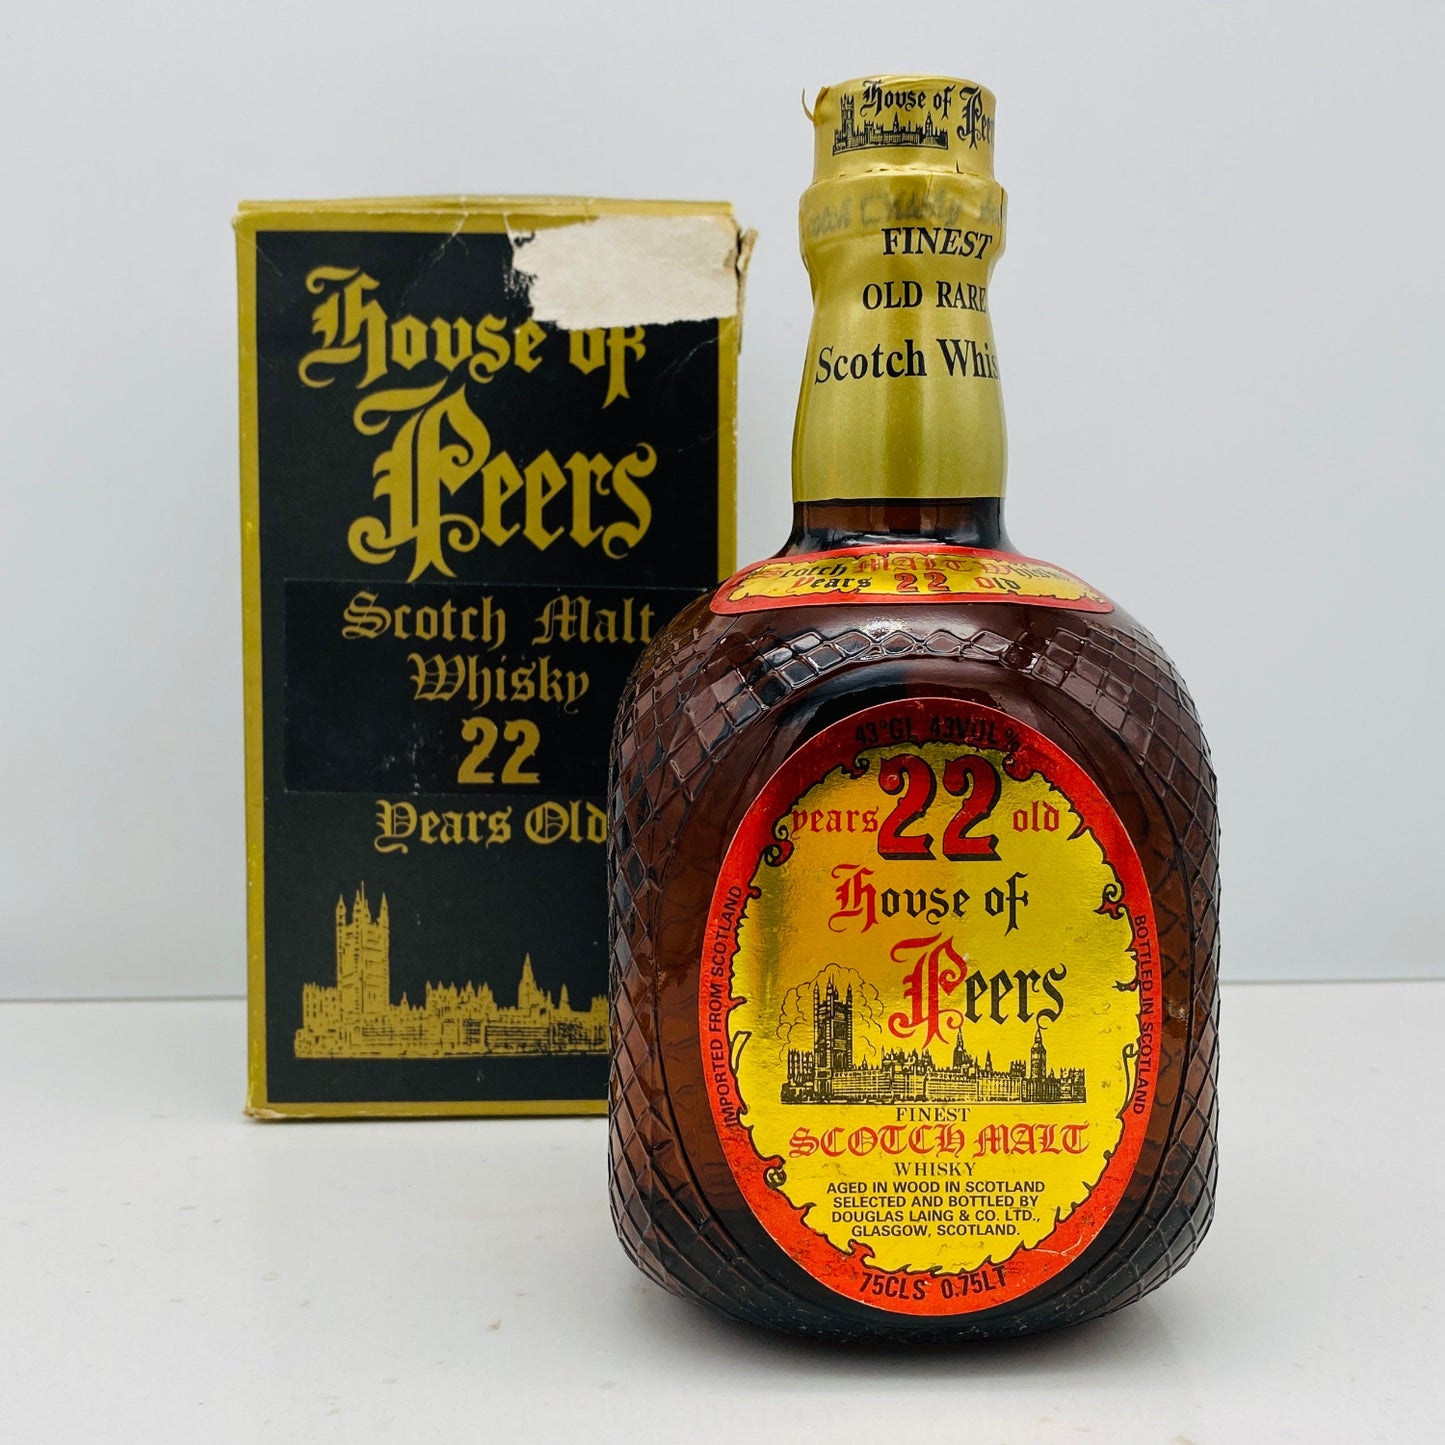 House of
Peers
Scotch Malt
Whisky
22
Years Old
House of
Peers
FINEST
OLD RARE
Scotch Whis
Scotch MALT Whisky
Years 22 Old
43°GL 43VOL%
years 22 old
House of
Peers
FINEST
SCOTCH MALT
WHISKY
AGED IN WOOD IN SCOTLAND
SELECTED AND BOTTLED BY
DOUGLAS LAING & CO. LTD.,
GLASGOW, SCOTLAND.
IMPORTED FROM SCOTLAND
BOTTLED IN SCOTLAND
75CLS 0.75LT